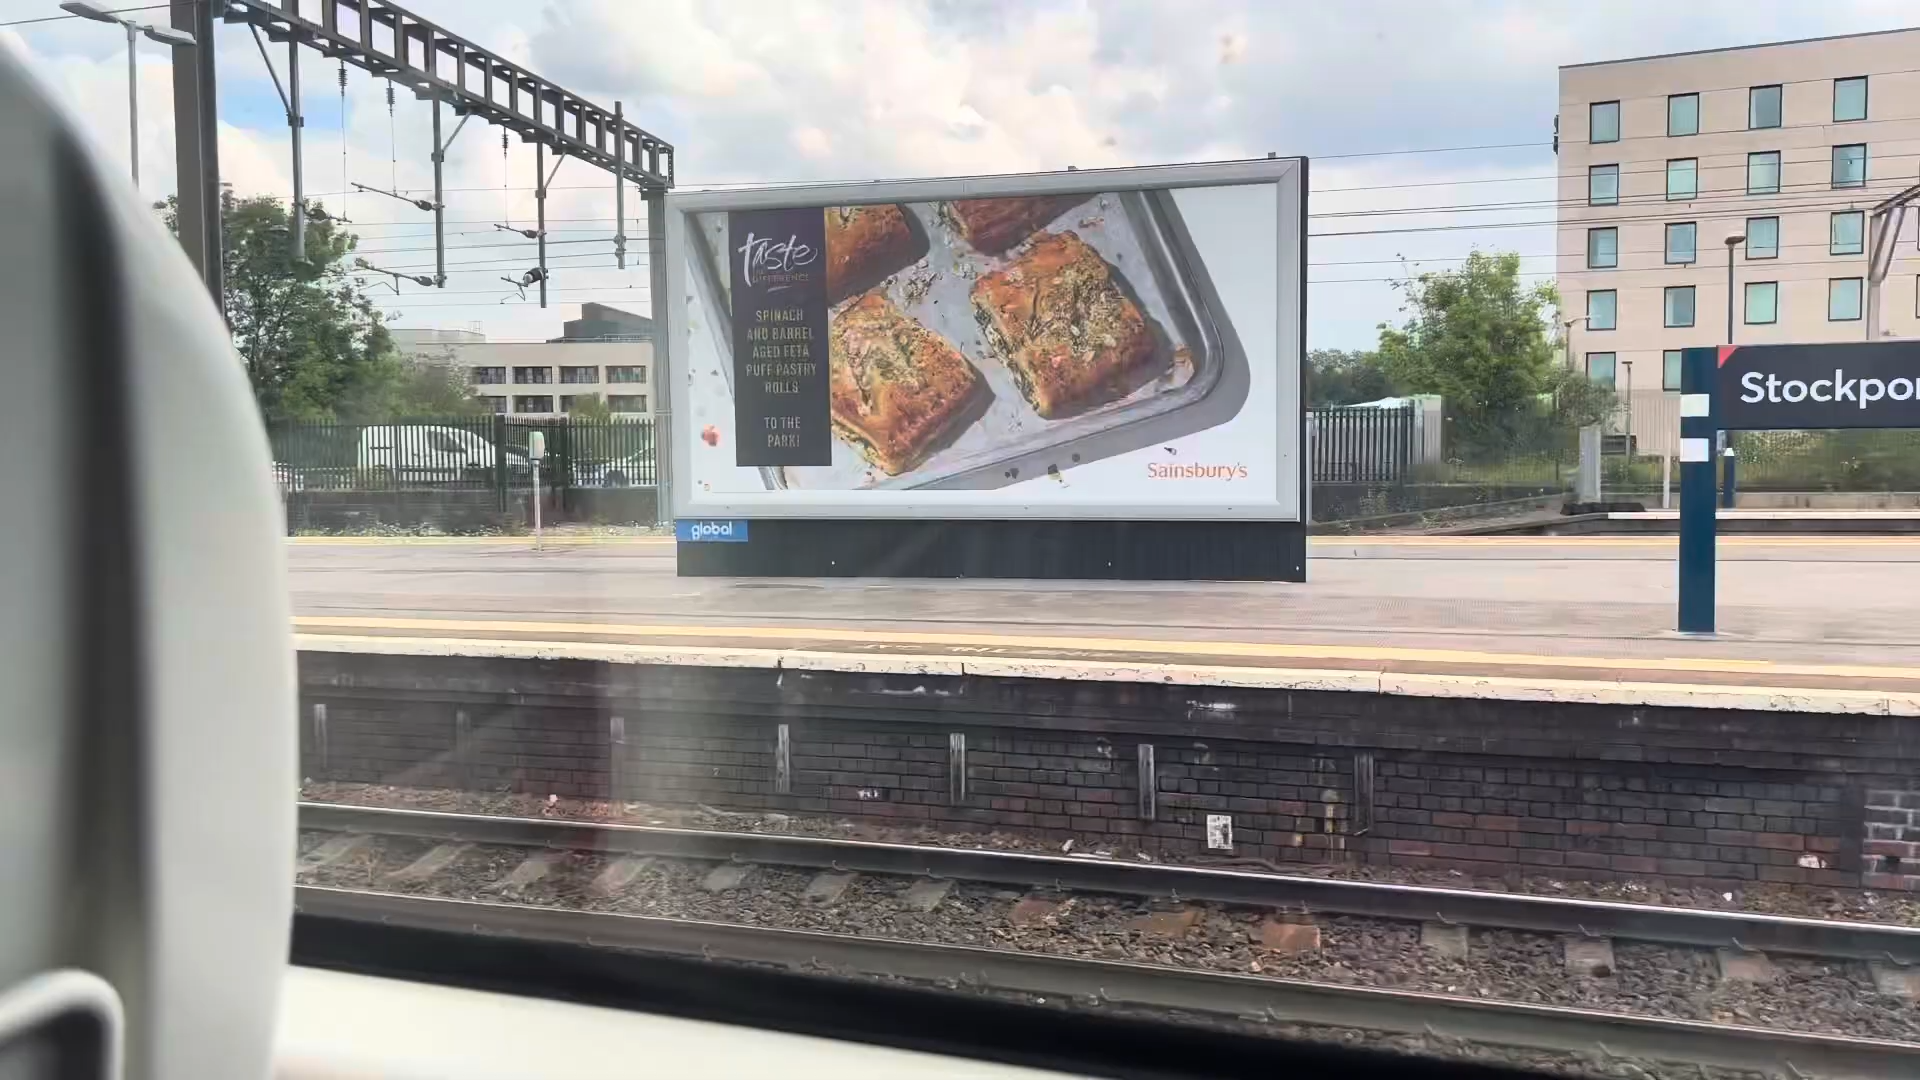 taste
THE DIFFERENCE
SPINACH
AND BARREL
AGED FETA
PUFF PASTRY
ROLLS
TO THE
PARK!
Sainsbury's
global
Stockpor